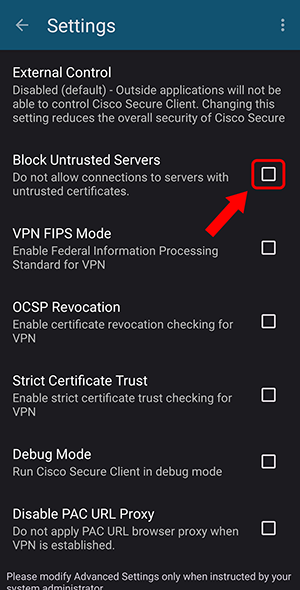 Settings
External Control
Disabled (default) - Outside applications will not be
able to control Cisco Secure Client. Changing this
setting reduces the overall security of Cisco Secure
Block Untrusted Servers
Do not allow connections to servers with
untrusted certificates.
VPN FIPS Mode
Enable Federal Information Processing
Standard for VPN
OCSP Revocation
Enable certificate revocation checking for
VPN
Strict Certificate Trust
Enable strict certificate trust checking for
VPN
Debug Mode
Run Cisco Secure Client in debug mode
Disable PAC URL Proxy
Do not apply PAC URL browser proxy when
VPN is established.
Please modify Advanced Settings only when instructed by your
system administrator